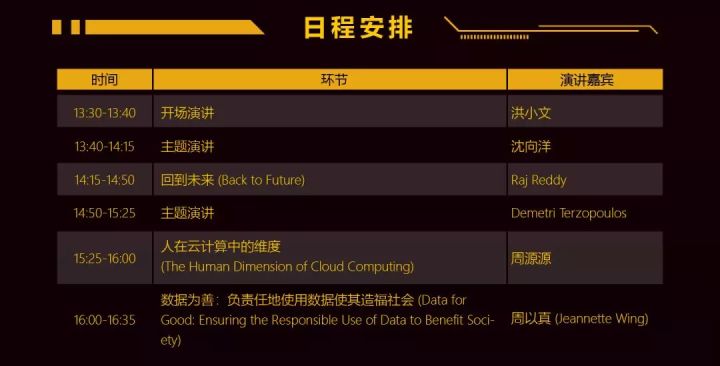 日程安排
时间 环节 演讲嘉宾
13:30-13:40 开场演讲 洪小文
13:40-14:15 主题演讲 沈向洋
14:15-14:50 回到未来 (Back to Future) Raj Reddy
14:50-15:25 主题演讲 Demetri Terzopoulos
15:25-16:00 人在云计算中的维度
(The Human Dimension of Cloud Computing) 周源源
16:00-16:35 数据为善：负责任地使用数据使其造福社会 (Data for
Good: Ensuring the Responsible Use of Data to Benefit Soci-
ety) 周以真 (Jeannette Wing)